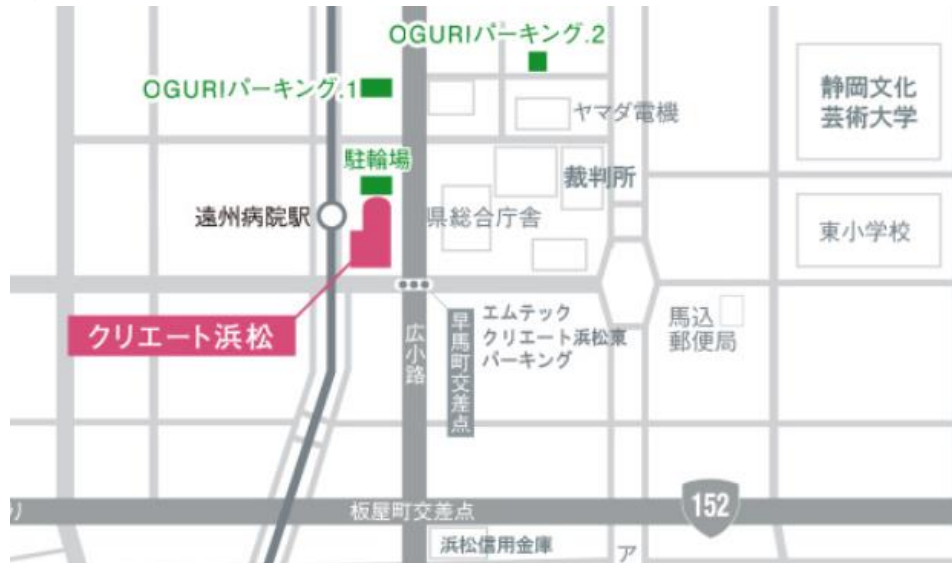 OGURIパーキング.2
OGURIパーキング.1
静岡文化
芸術大学
ヤマダ電機
駐輪場
裁判所
遠州病院駅
県総合庁舎
東小学校
クリエート浜松
広小路
早馬町交差点
エムテック
クリエート浜松東
パーキング
馬込
郵便局
152
板屋町交差点
浜松信用金庫
ア